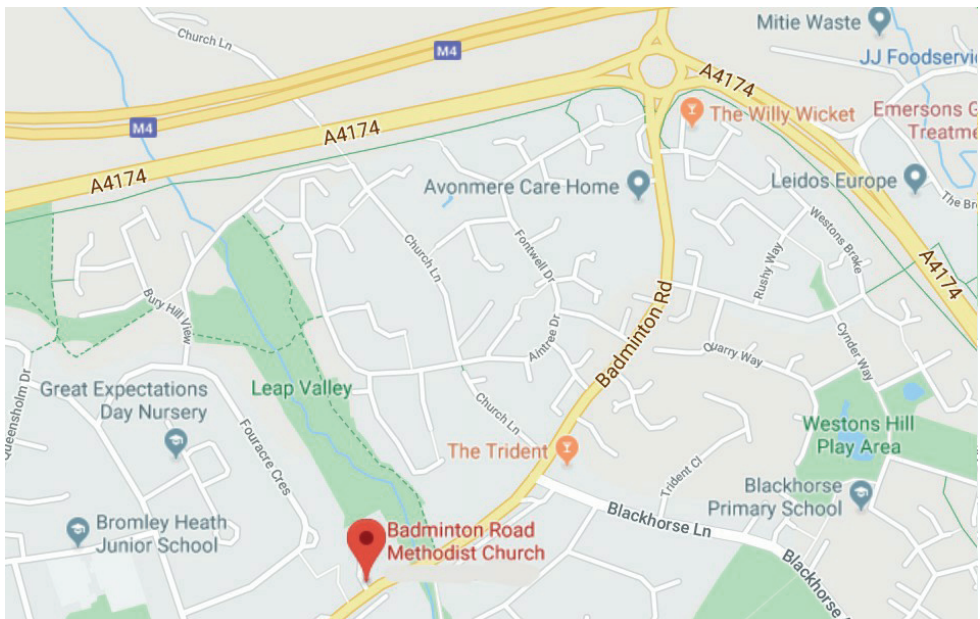 Church Ln
M4
Mitie Waste
JJ Foodservi
A4174
The Willy Wicket
Emersons G
Treatme
M4
A4174
A4174
Avonmere Care Home
Leidos Europe
The Br
Westons Brake
Church Ln
Fontwell Dr
Rushy Way
A4174
Bury Hill View
Badminton Rd
Aintree Dr
Cynder Way
Quarry Way
Queensholm Dr
Great Expectations
Day Nursery
Leap Valley
Church Ln
Fouracre Cres
Westons Hill
Play Area
The Trident
Trident Cl
Blackhorse
Primary School
Blackhorse Ln
Bromley Heath
Junior School
Badminton Road
Methodist Church
Blackhorse